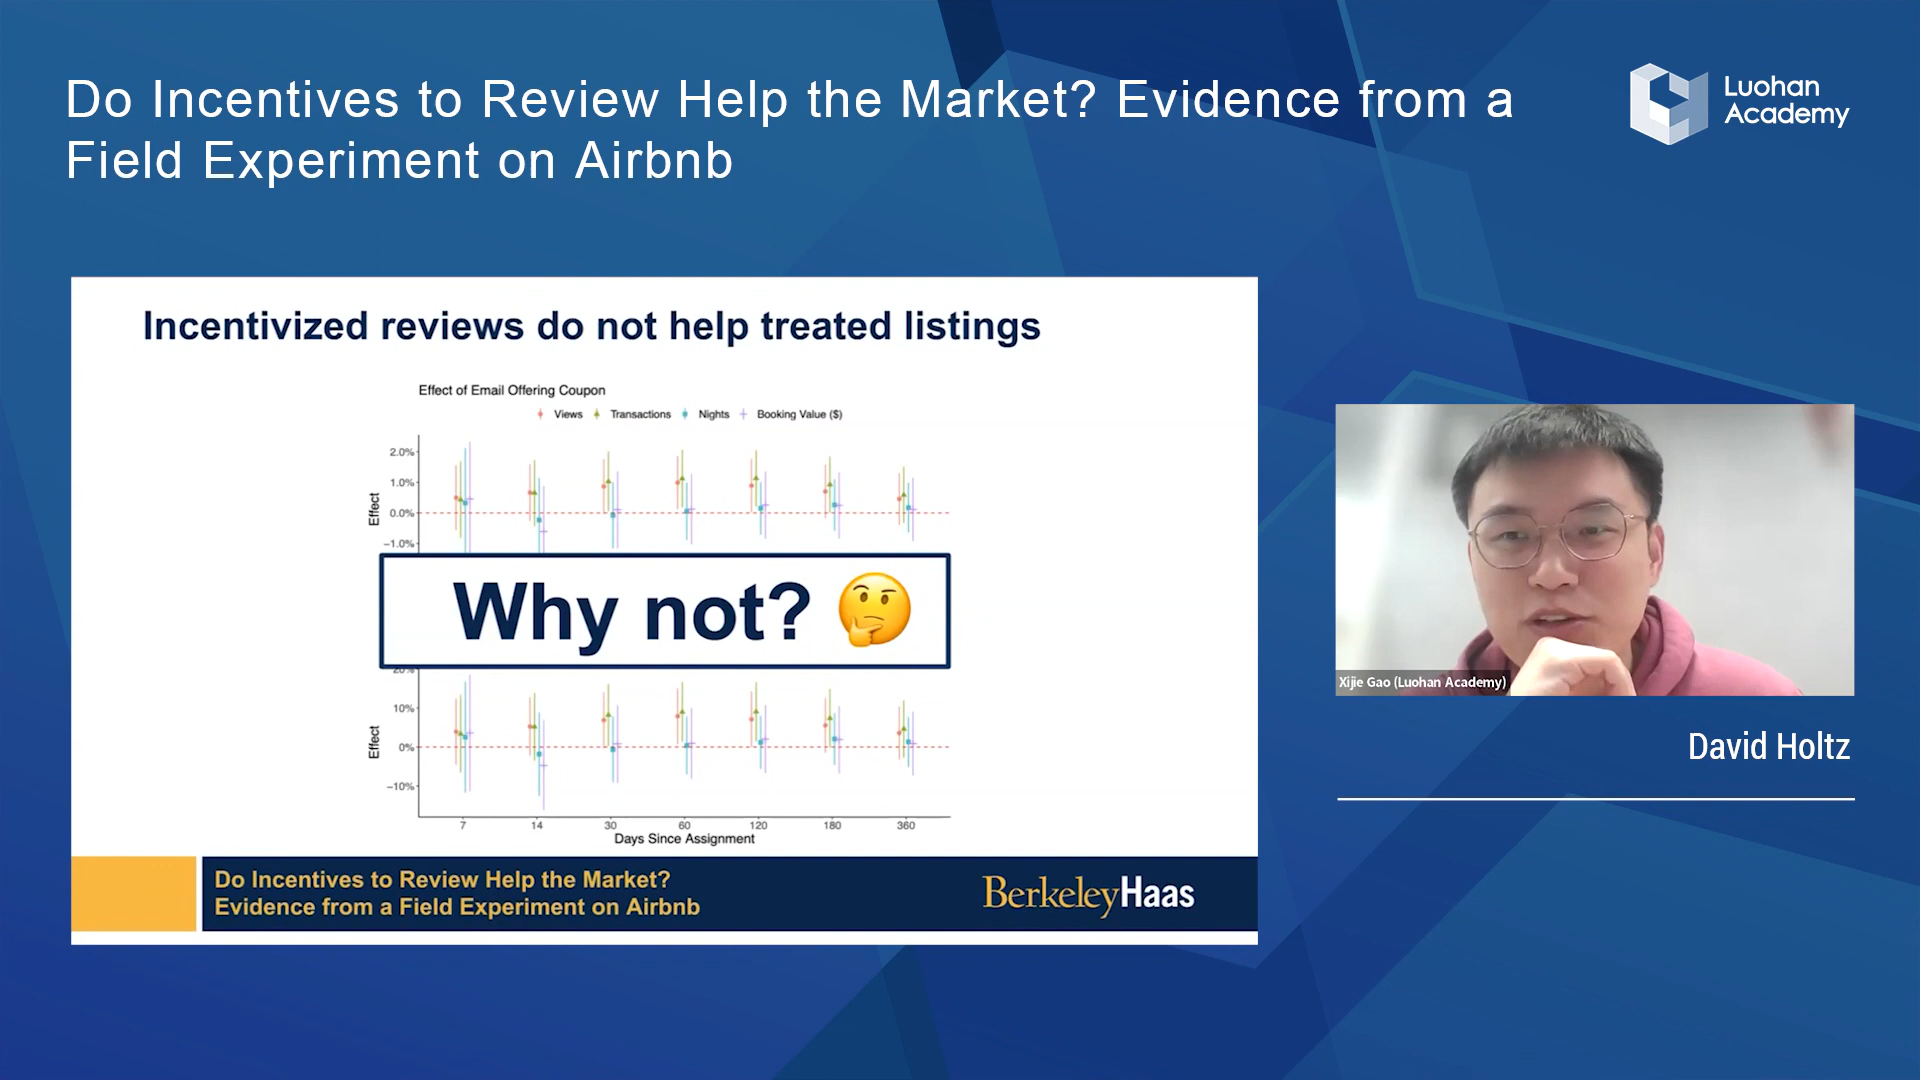 Do Incentives to Review Help the Market? Evidence from a
Field Experiment on Airbnb
Luohan
Academy
Incentivized reviews do not help treated listings
Effect of Email Offering Coupon
Views Transactions Nights Booking Value ($)
2.0%
1.0%
0.0%
−1.0%
Effect
Why not?
20%
10%
0%
−10%
Effect
7 14 30 60 120 180 360
Days Since Assignment
Do Incentives to Review Help the Market?
Evidence from a Field Experiment on Airbnb
BerkeleyHaas
Xijie Gao (Luohan Academy)
David Holtz